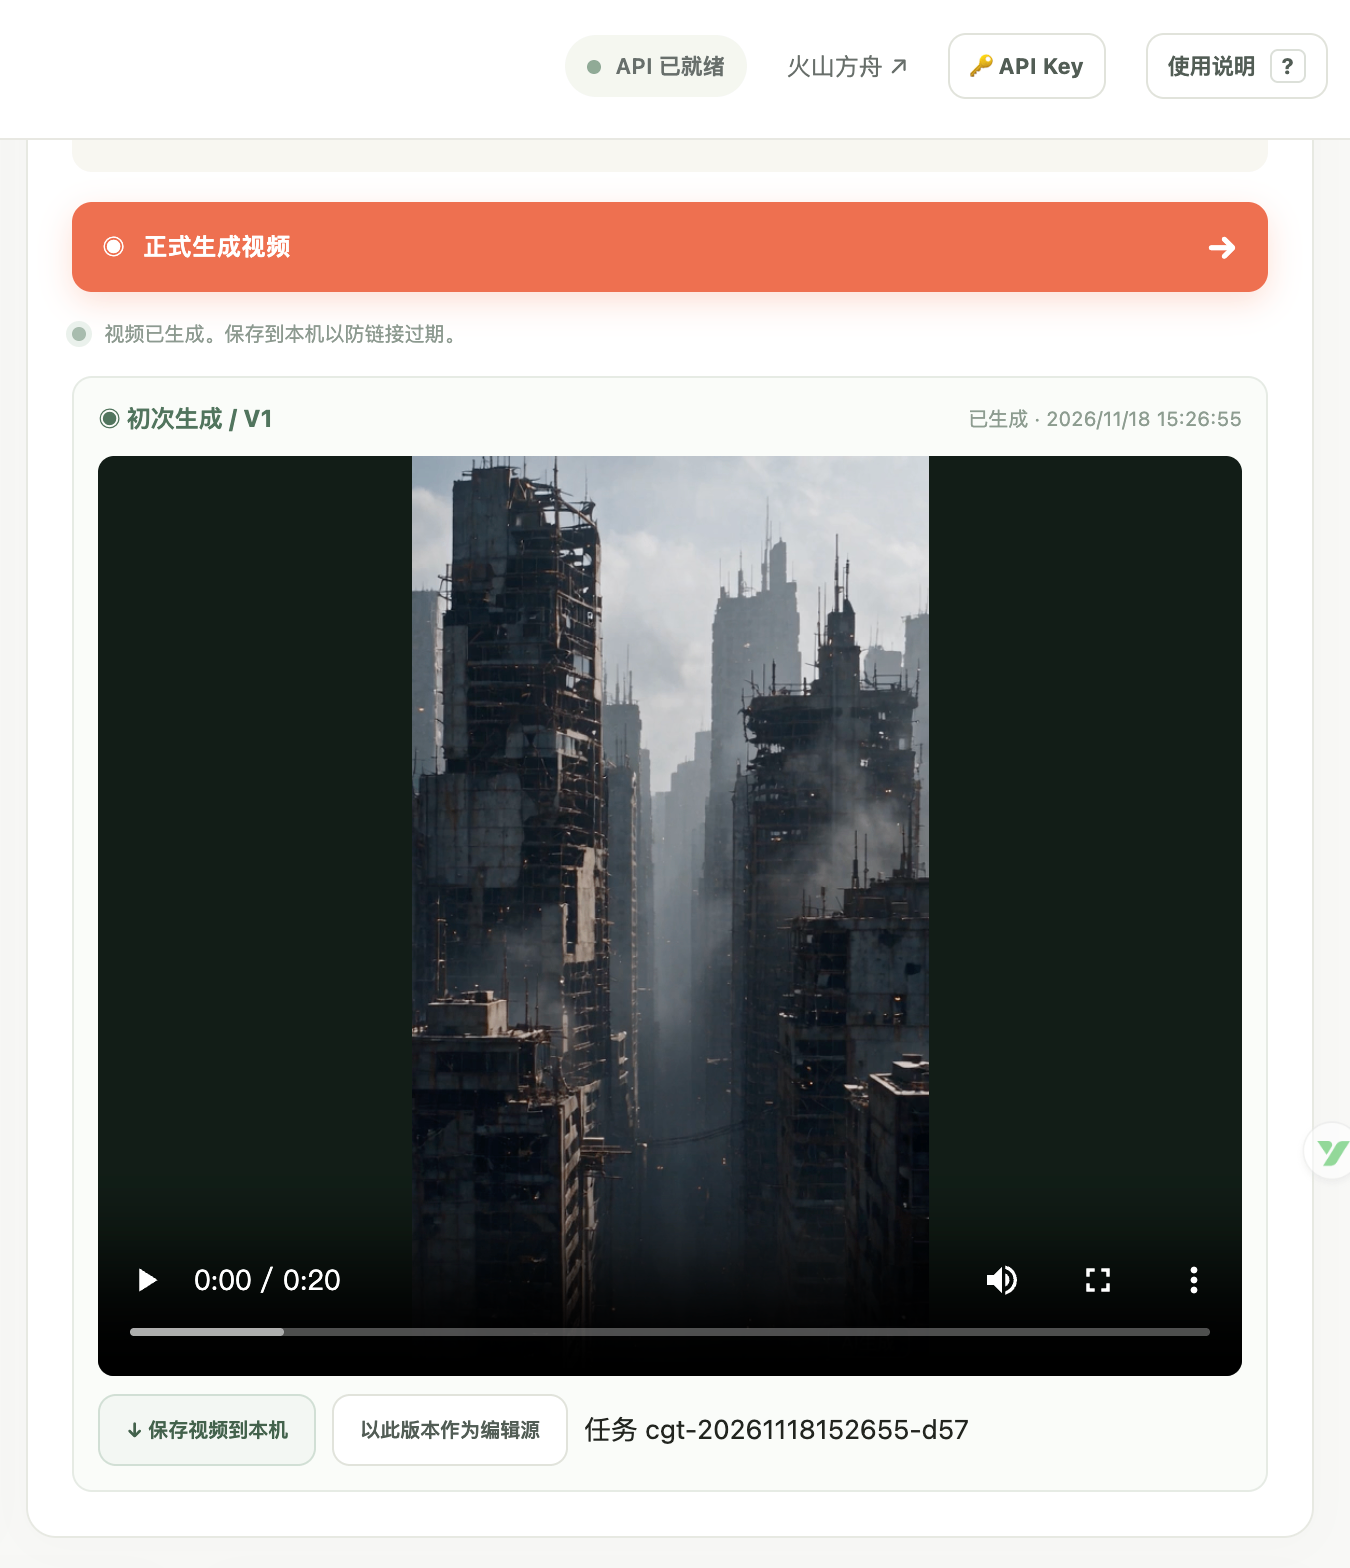 API 已就绪
火山方舟 ↗
🔑 API Key
使用说明 ?
正式生成视频 →
视频已生成。保存到本机以防链接过期。
◉ 初次生成 / V1
已生成 · 2026/11/18 15:26:55
0:00 / 0:20
↓ 保存视频到本机
以此版本作为编辑源
任务 cgt-20261118152655-d57